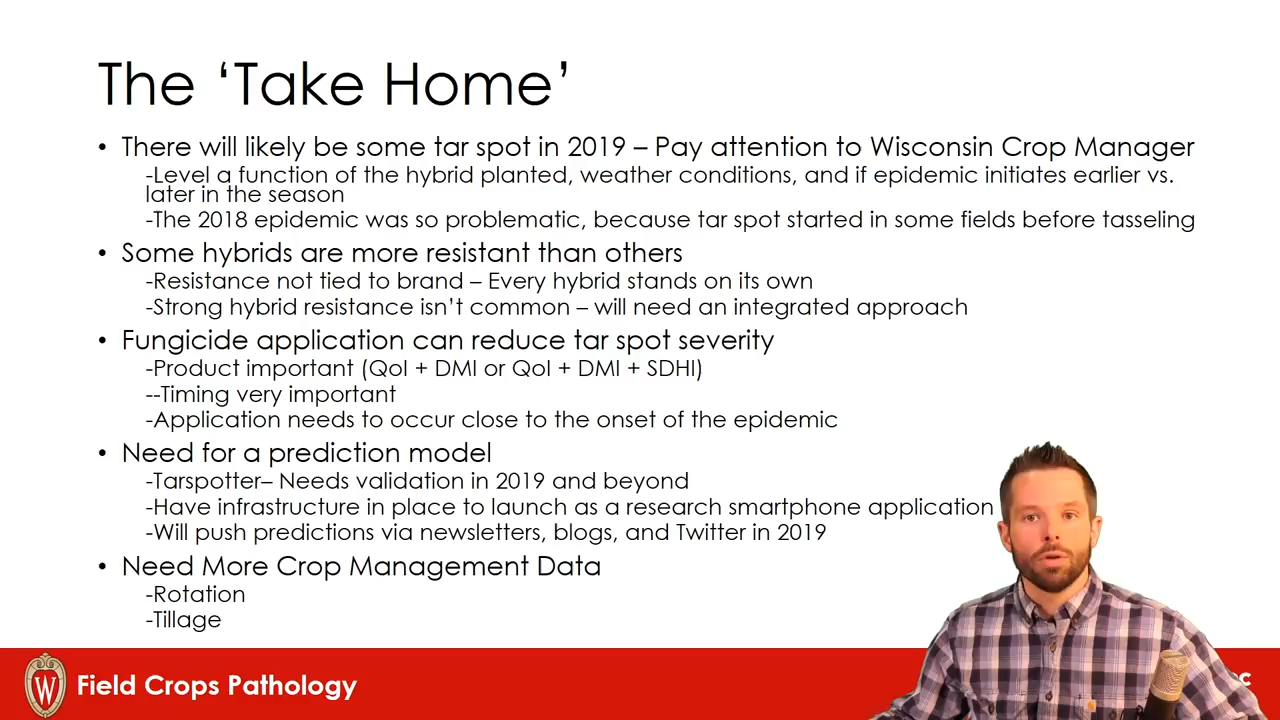 The ‘Take Home’
• There will likely be some tar spot in 2019 – Pay attention to Wisconsin Crop Manager
-Level a function of the hybrid planted, weather conditions, and if epidemic initiates earlier vs.
later in the season
-The 2018 epidemic was so problematic, because tar spot started in some fields before tasseling
• Some hybrids are more resistant than others
-Resistance not tied to brand – Every hybrid stands on its own
-Strong hybrid resistance isn’t common – will need an integrated approach
• Fungicide application can reduce tar spot severity
-Product important (QoI + DMI or QoI + DMI + SDHI)
--Timing very important
-Application needs to occur close to the onset of the epidemic
• Need for a prediction model
-Tarspotter– Needs validation in 2019 and beyond
-Have infrastructure in place to launch as a research smartphone application
-Will push predictions via newsletters, blogs, and Twitter in 2019
• Need More Crop Management Data
-Rotation
-Tillage
W Field Crops Pathology